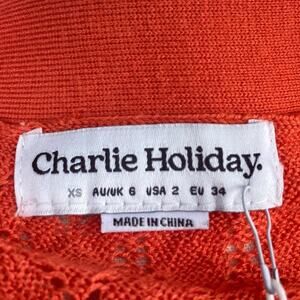 Charlie Holiday.
XS AU/UK 6 USA 2 EU 34
MADE IN CHINA